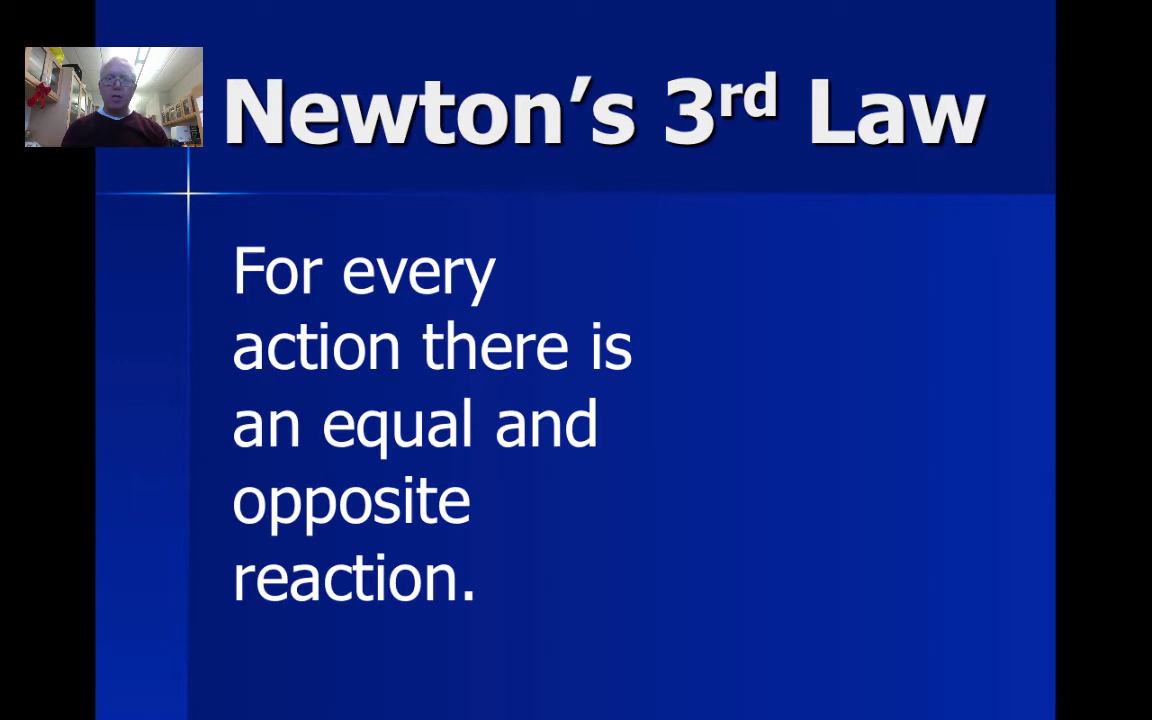 Newton’s 3rd Law
For every
action there is
an equal and
opposite
reaction.